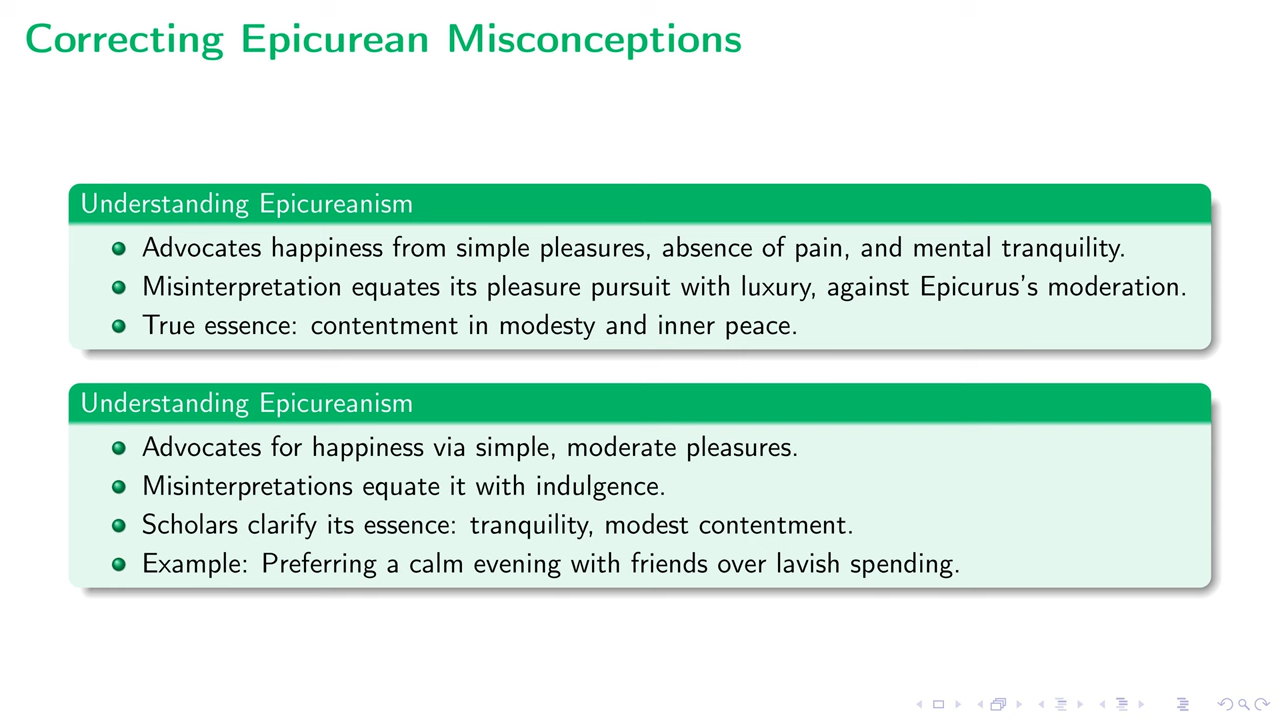 Correcting Epicurean Misconceptions
Understanding Epicureanism
Advocates happiness from simple pleasures, absence of pain, and mental tranquility.
Misinterpretation equates its pleasure pursuit with luxury, against Epicurus's moderation.
True essence: contentment in modesty and inner peace.
Understanding Epicureanism
Advocates for happiness via simple, moderate pleasures.
Misinterpretations equate it with indulgence.
Scholars clarify its essence: tranquility, modest contentment.
Example: Preferring a calm evening with friends over lavish spending.